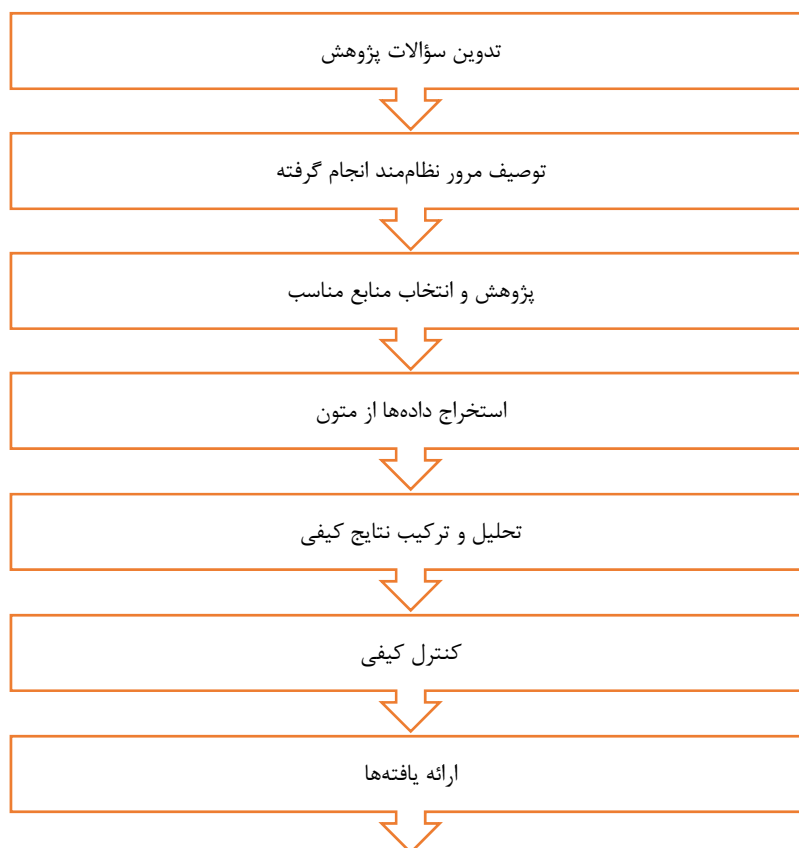 تدوین سؤالات پژوهش
توصیف مرور نظام‌مند انجام گرفته
پژوهش و انتخاب منابع مناسب
استخراج داده‌ها از متون
تحلیل و ترکیب نتایج کیفی
کنترل کیفی
ارائه یافته‌ها